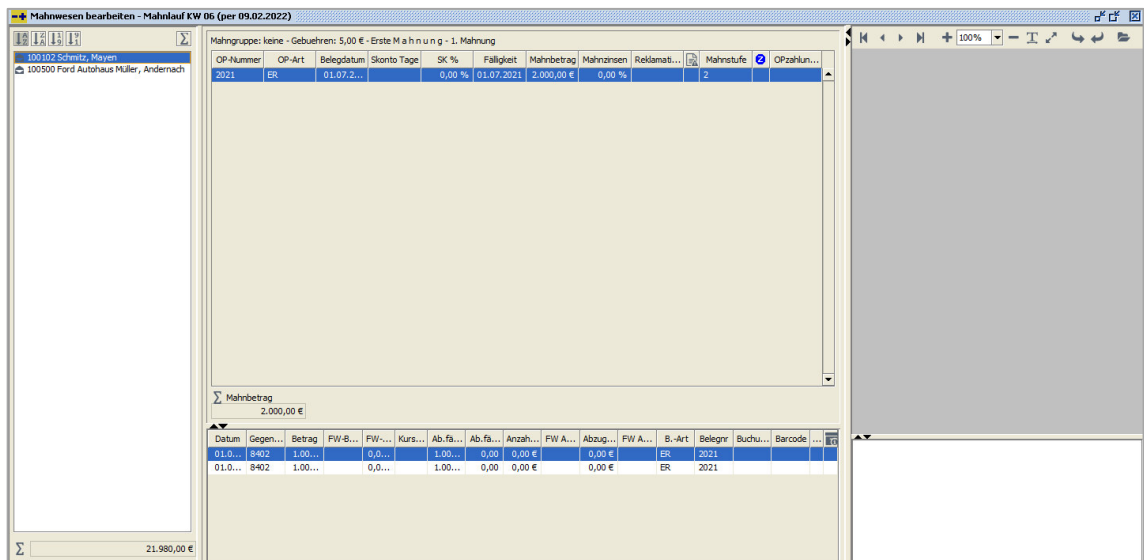 Mahnwesen bearbeiten - Mahnlauf KW 06 (per 09.02.2022)
100102 Schmitz, Mayen
100500 Ford Autohaus Müller, Andernach
Σ 21.980,00 €
Mahngruppe: keine - Gebuehren: 5,00 € - Erste M a h n u n g - 1. Mahnung
OP-Nummer OP-Art Belegdatum Skonto Tage SK % Fälligkeit Mahnbetrag Mahnzinsen Reklamati... Mahnstufe Z OPzahlun...
2021 ER 01.07.2... 0,00 % 01.07.2021 2.000,00 € 0,00 % 2
Σ Mahnbetrag
2.000,00 €
Datum Gegen... Betrag FW-B... FW-... Kurs... Ab.fä... Ab.fä... Anzah... FW A... Abzug... FW A... B.-Art Belegnr Buchu... Barcode ...
01.0... 8402 1.00... 0,0... 1.00... 0,00 0,00 € 0,00 € ER 2021
01.0... 8402 1.00... 0,0... 1.00... 0,00 0,00 € 0,00 € ER 2021
100%